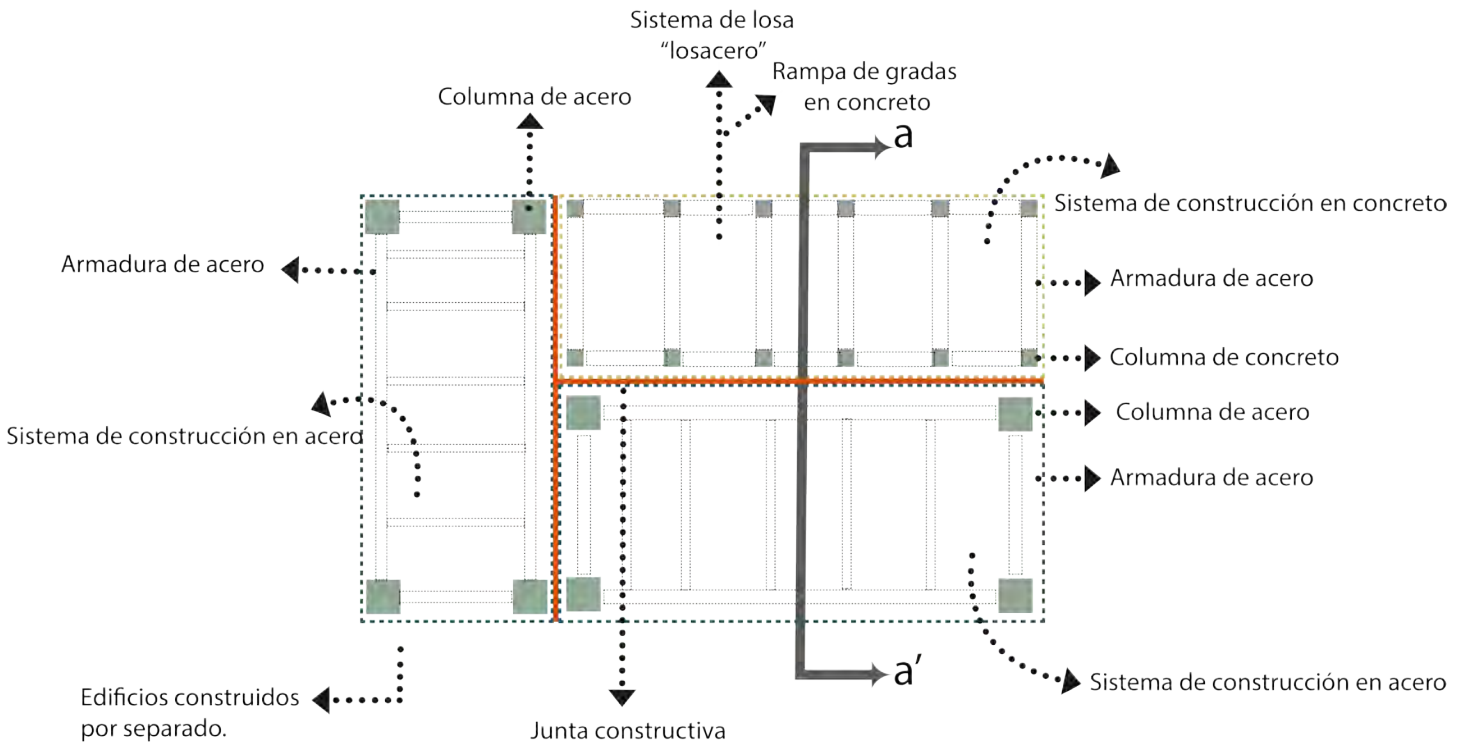 Sistema de losa
“losacero”
Rampa de gradas
en concreto
Columna de acero
a
Sistema de construcción en concreto
Armadura de acero
Armadura de acero
Columna de concreto
Columna de acero
Sistema de construcción en acero
Armadura de acero
a’
Sistema de construcción en acero
Edificios construidos
por separado.
Junta constructiva